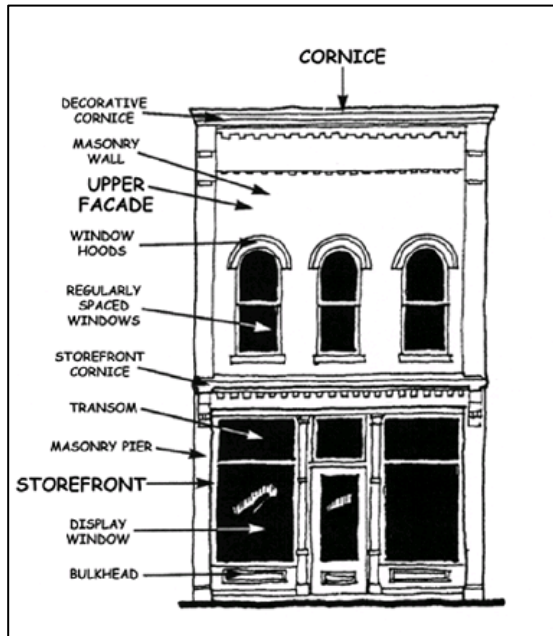 CORNICE
DECORATIVE
CORNICE
MASONRY
WALL
UPPER
FACADE
WINDOW
HOODS
REGULARLY
SPACED
WINDOWS
STOREFRONT
CORNICE
TRANSOM
MASONRY PIER
STOREFRONT
DISPLAY
WINDOW
BULKHEAD